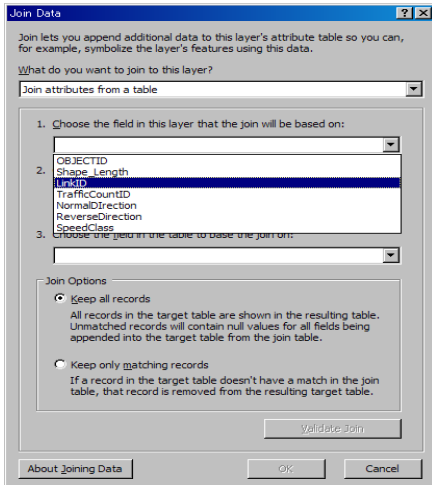 Join Data
Join lets you append additional data to this layer's attribute table so you can,
for example, symbolize the layer's features using this data.
What do you want to join to this layer?
Join attributes from a table
1. Choose the field in this layer that the join will be based on:
OBJECTID
2. Shape_Length
LinkID
TrafficCountID
NormalDIrection
ReverseDirection
SpeedClass
3. Choose the field in the table to base the join on:
Join Options
Keep all records
All records in the target table are shown in the resulting table.
Unmatched records will contain null values for all fields being
appended into the target table from the join table.
Keep only matching records
If a record in the target table doesn't have a match in the join
table, that record is removed from the resulting target table.
Validate Join
About Joining Data
OK
Cancel